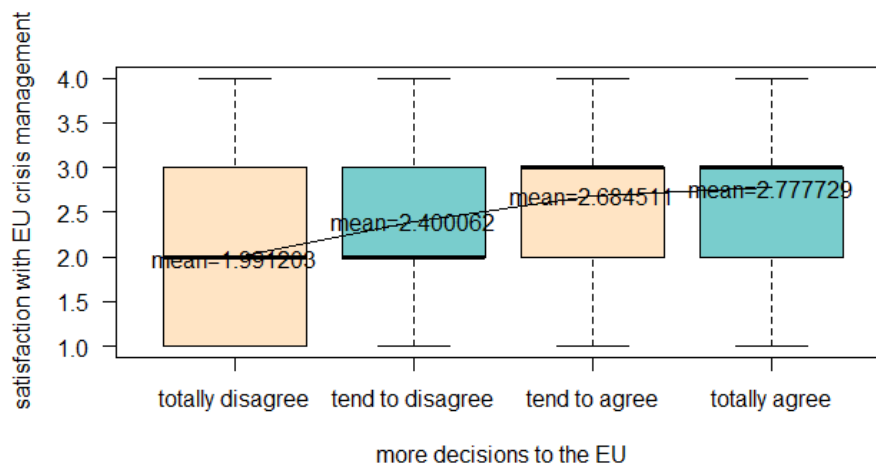 satisfaction with EU crisis management
4.0
3.5
3.0
2.5
2.0
1.5
1.0
mean=1.991203
mean=2.400062
mean=2.684511
mean=2.777729
totally disagree
tend to disagree
tend to agree
totally agree
more decisions to the EU